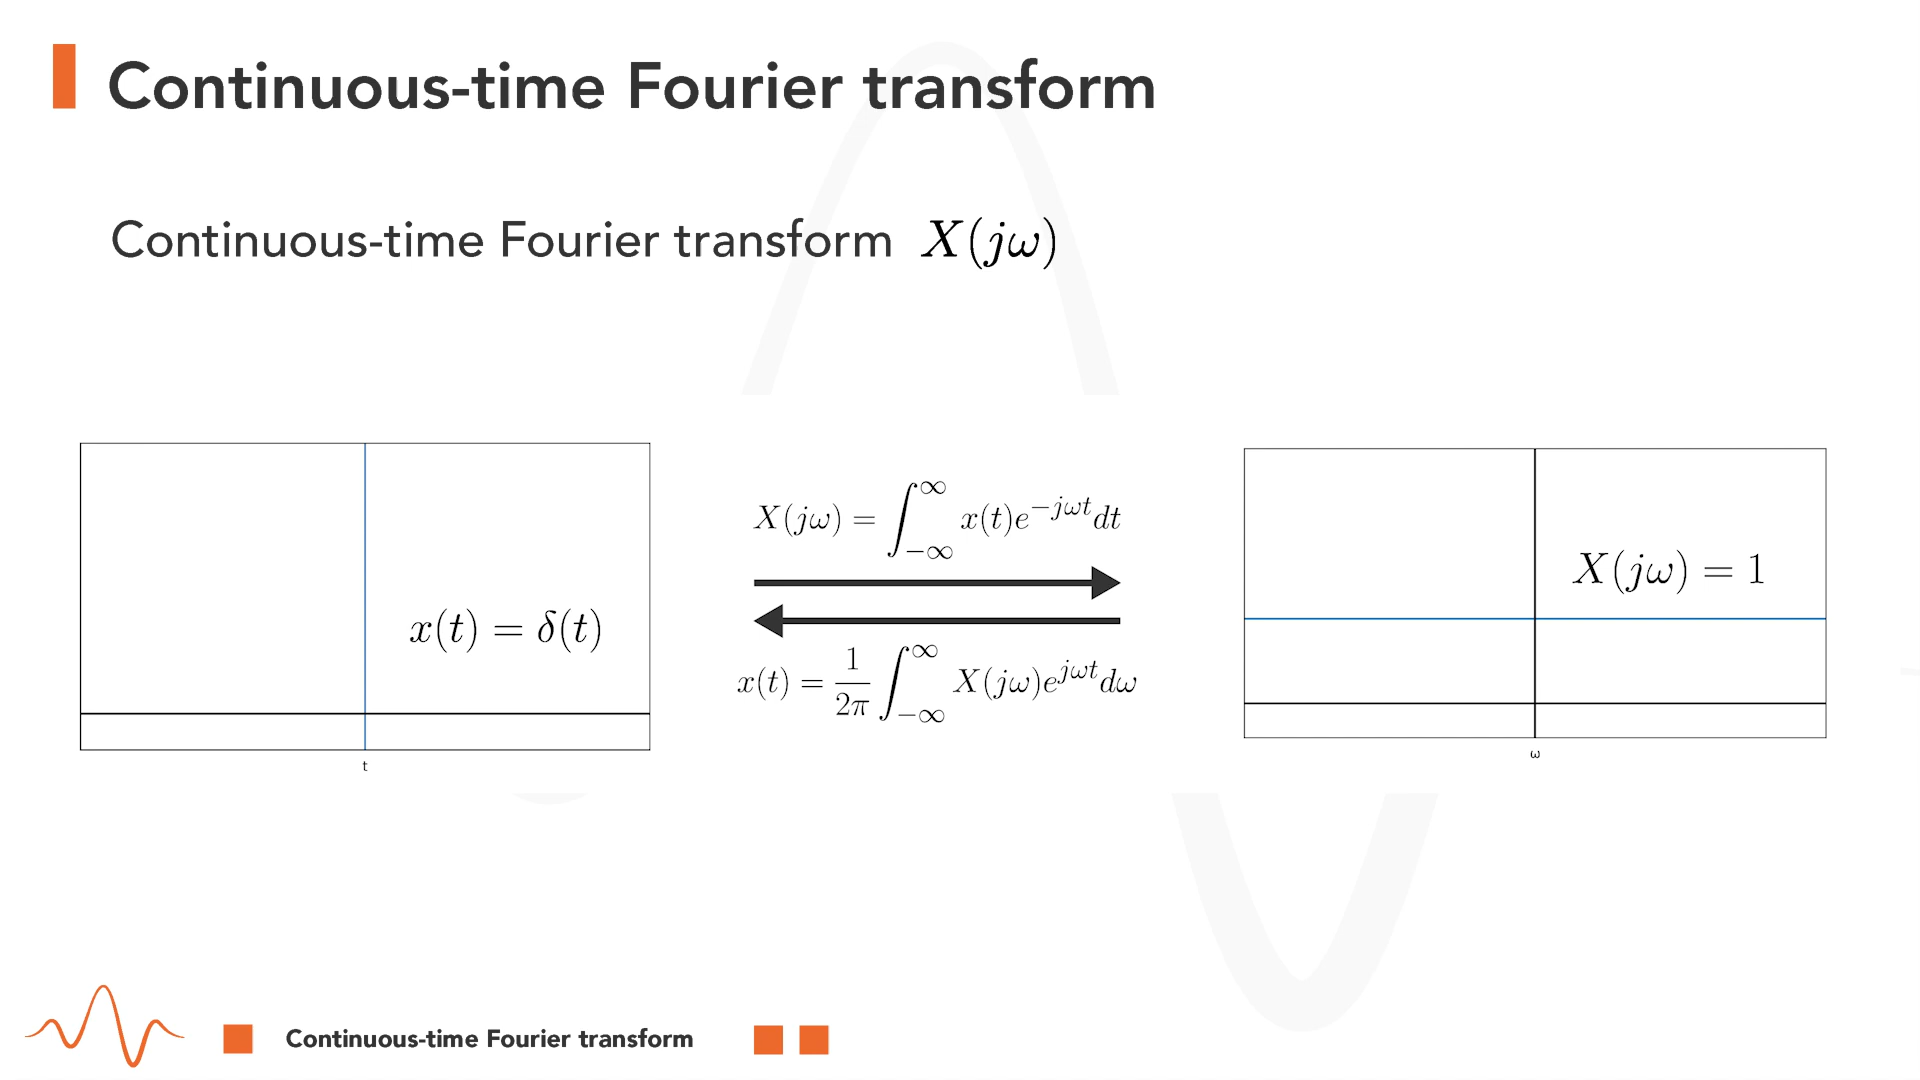 Continuous-time Fourier transform
Continuous-time Fourier transform X(jω)
x(t) = δ(t)
t
X(jω) = ∫_{-∞}^{∞} x(t)e^{-jωt}dt
x(t) = \frac{1}{2π} ∫_{-∞}^{∞} X(jω)e^{jωt}dω
X(jω) = 1
ω
Continuous-time Fourier transform